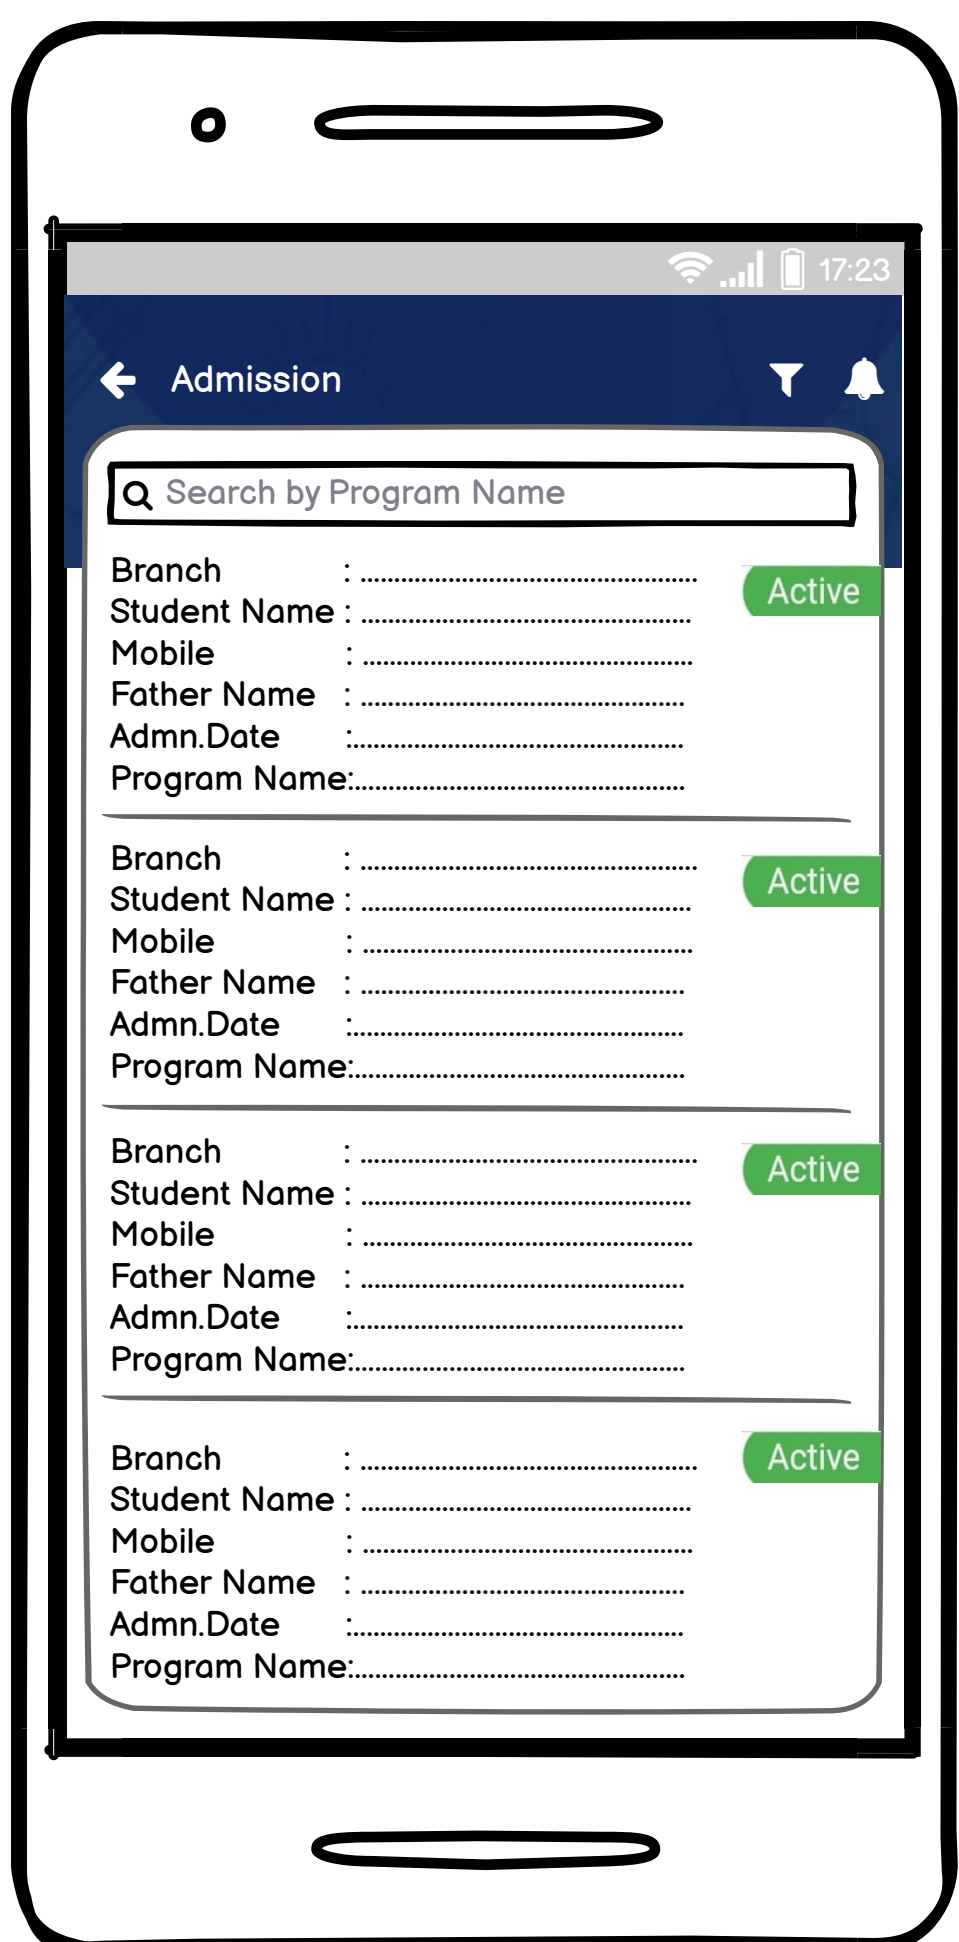 17:23
Admission
Search by Program Name
Branch : ..................................................
Active
Student Name : .................................................
Mobile : .................................................
Father Name : ................................................
Admn.Date :.................................................
Program Name:.................................................
Branch : ..................................................
Active
Student Name : .................................................
Mobile : .................................................
Father Name : ................................................
Admn.Date :.................................................
Program Name:.................................................
Branch : ..................................................
Active
Student Name : .................................................
Mobile : .................................................
Father Name : ................................................
Admn.Date :.................................................
Program Name:.................................................
Branch : ..................................................
Active
Student Name : .................................................
Mobile : .................................................
Father Name : ................................................
Admn.Date :.................................................
Program Name:.................................................